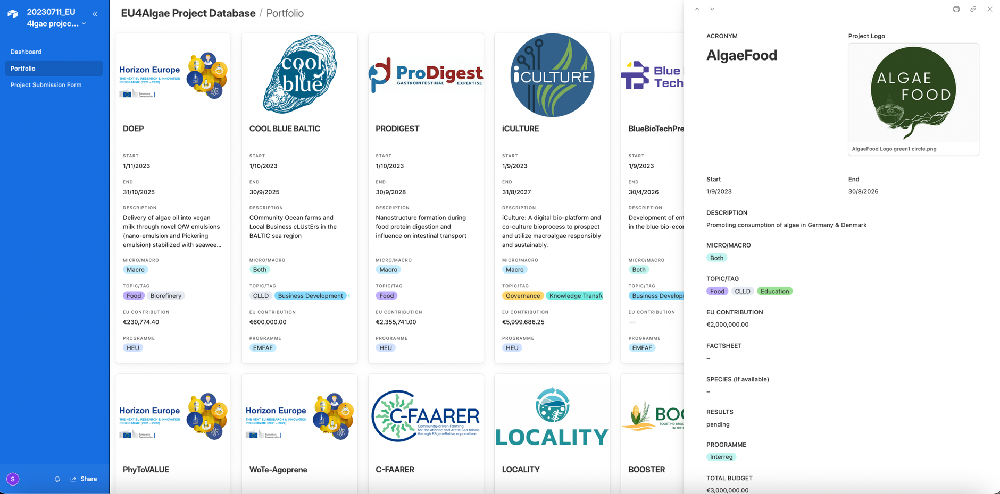 20230711_EU
4lgae projec...
Dashboard
Portfolio
Project Submission Form
S
Share
EU4Algae Project Database / Portfolio
Horizon Europe
THE NEXT EU RESEARCH & INNOVATION
PROGRAMME (2021 – 2027)
European
Commission
DOEP
START
1/11/2023
END
31/10/2025
DESCRIPTION
Delivery of algae oil into vegan
milk through novel O/W emulsions
(nano-emulsion and Pickering
emulsion) stabilized with seawee...
MICRO/MACRO
Macro
TOPIC/TAG
Food Biorefinery
EU CONTRIBUTION
€230,774.40
PROGRAMME
HEU
cool
blue
COOL BLUE BALTIC
START
1/10/2023
END
30/9/2025
DESCRIPTION
COmmunity Ocean farms and
Local Business cLUstErs in the
BALTIC sea region
MICRO/MACRO
Both
TOPIC/TAG
CLLD Business Development
EU CONTRIBUTION
€600,000.00
PROGRAMME
EMFAF
ProDigest
GASTROINTESTINAL EXPERTISE
PRODIGEST
START
1/10/2023
END
30/9/2028
DESCRIPTION
Nanostructure formation during
food protein digestion and
influence on intestinal transport
MICRO/MACRO
Macro
TOPIC/TAG
Food
EU CONTRIBUTION
€2,355,741.00
PROGRAMME
HEU
iCULTURE
iCULTURE
START
1/9/2023
END
31/8/2027
DESCRIPTION
iCulture: A digital bio-platform and
co-culture bioprocess to prospect
and utilize macroalgae responsibly
and sustainably.
MICRO/MACRO
Macro
TOPIC/TAG
Governance Knowledge Transfe
EU CONTRIBUTION
€5,999,686.25
PROGRAMME
HEU
Blue
Tech
BlueBioTechPre
START
1/9/2023
END
30/4/2026
DESCRIPTION
Development of ent
in the blue bio-econ
MICRO/MACRO
Both
TOPIC/TAG
Business Develop
EU CONTRIBUTION
PROGRAMME
EMFAF
Horizon Europe
THE NEXT EU RESEARCH & INNOVATION
PROGRAMME (2021 – 2027)
European
Commission
PhyToVALUE
Horizon Europe
THE NEXT EU RESEARCH & INNOVATION
PROGRAMME (2021 – 2027)
European
Commission
WoTe-Agoprene
C-FAARER
Community-driven Farming
for the Atlantic and Arctic Sea basins
through REgeneRative aquaculture
C-FAARER
LOCALITY
LOCALITY
BOO
BOOSTING DROU
IN THE
BOOSTER
ACRONYM
AlgaeFood
Project Logo
ALGAE
FOOD
AlgaeFood Logo green1 circle.png
Start
1/9/2023
End
30/8/2026
DESCRIPTION
Promoting consumption of algae in Germany & Denmark
MICRO/MACRO
Both
TOPIC/TAG
Food CLLD Education
EU CONTRIBUTION
€2,000,000.00
FACTSHEET
–
SPECIES (if available)
–
RESULTS
pending
PROGRAMME
Interreg
TOTAL BUDGET
€3,000,000.00